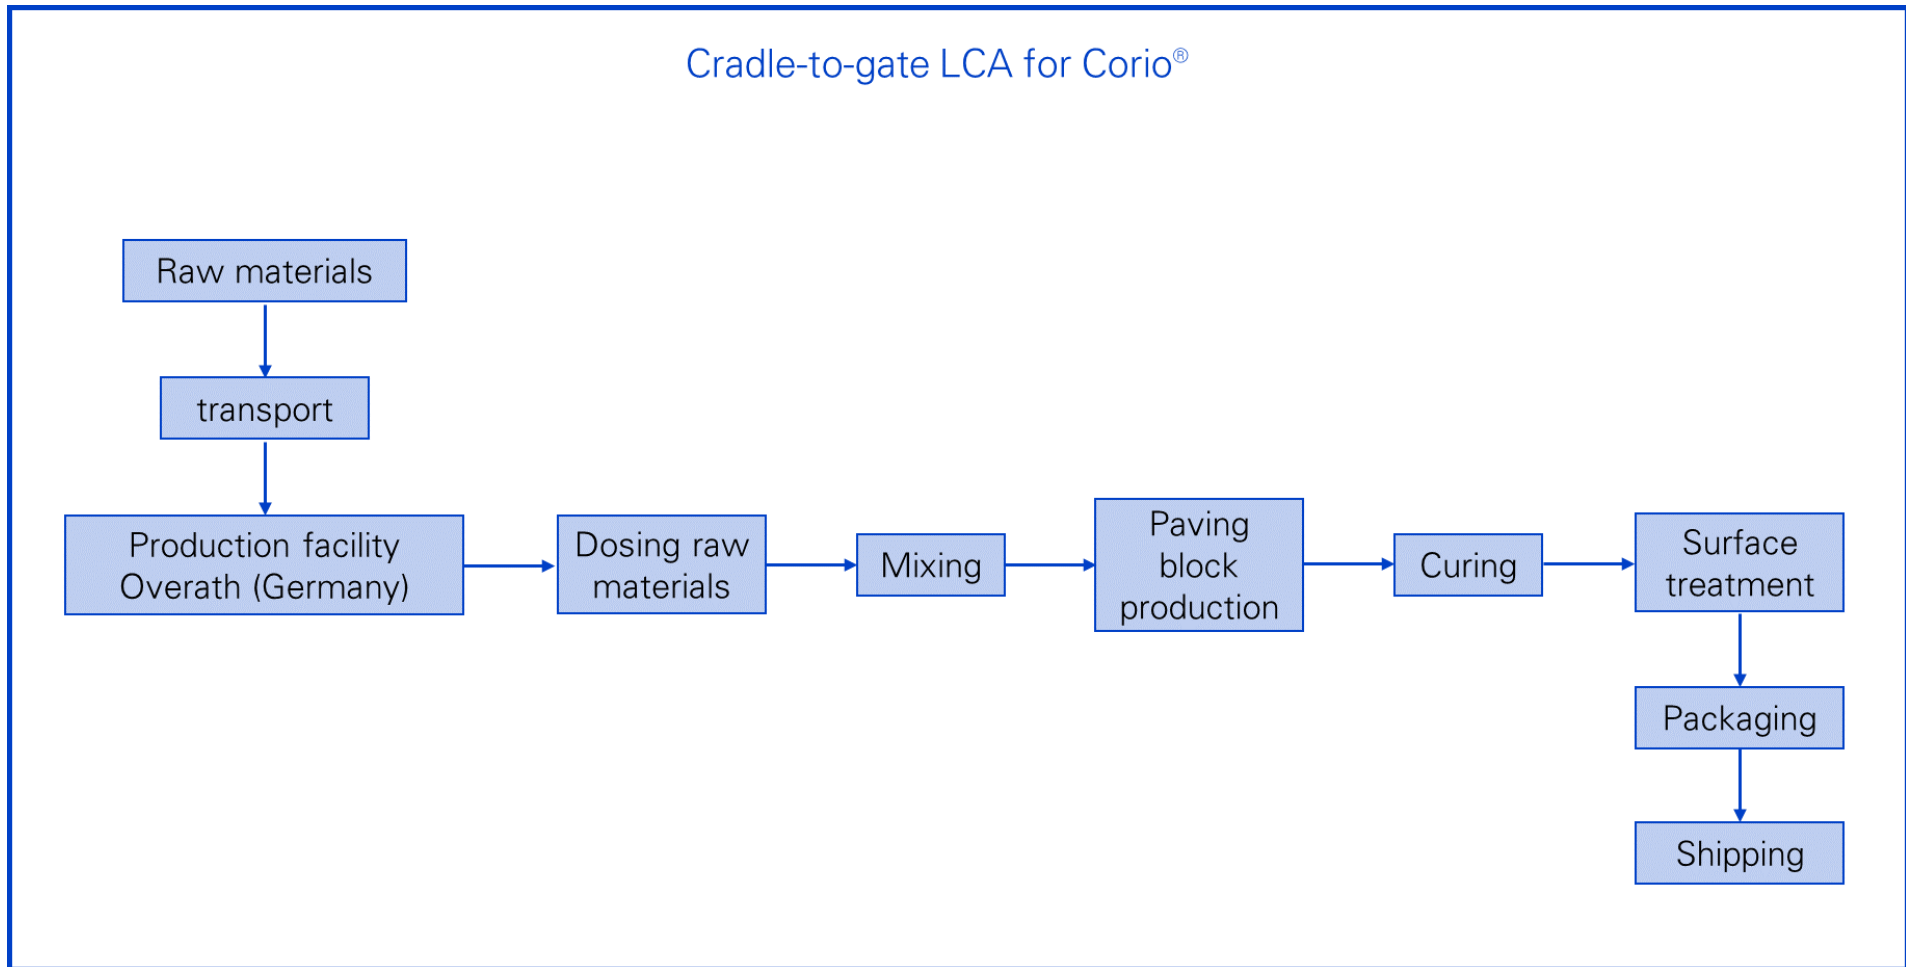 Cradle-to-gate LCA for Corio®
Raw materials
transport
Production facility
Overath (Germany)
Dosing raw
materials
Mixing
Paving
block
production
Curing
Surface
treatment
Packaging
Shipping